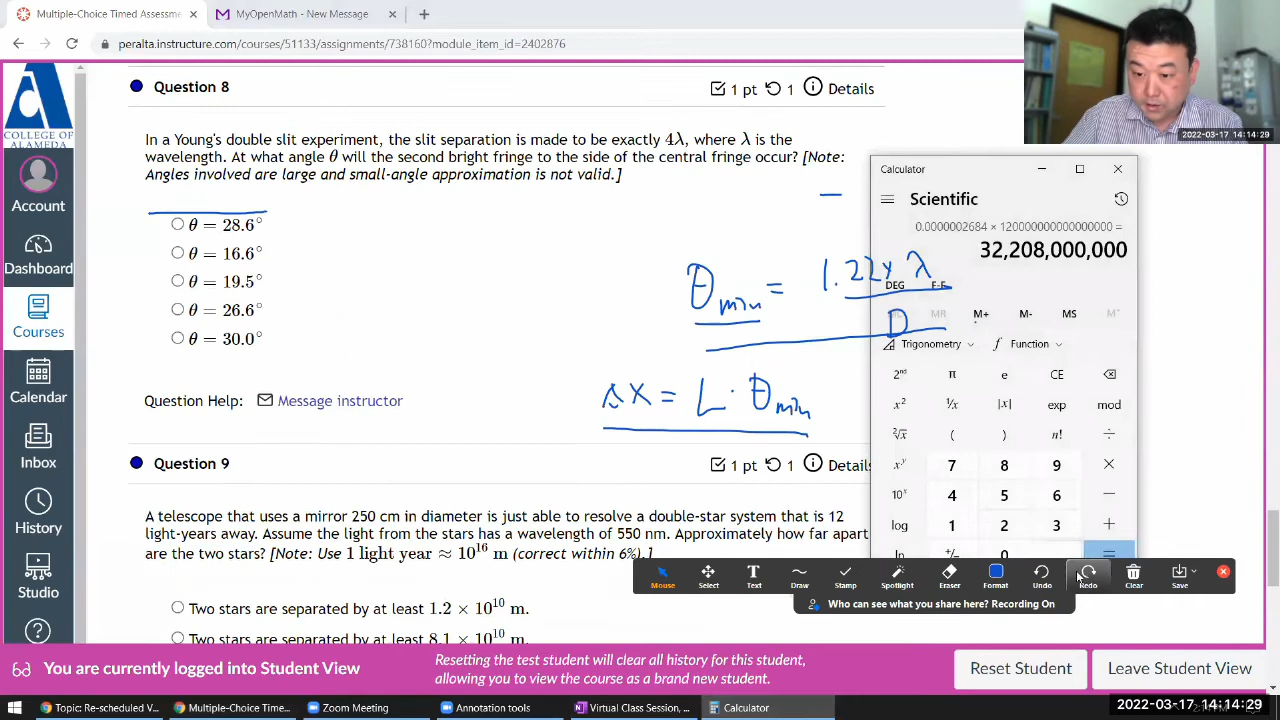 Multiple-Choice Timed Assessme
MyOpenMath - New Message
peralta.instructure.com/courses/51133/assignments/738160?module_item_id=2402876
2022-03-17 14:14:29
COLLEGE OF
ALAMEDA
Account
Dashboard
Courses
Calendar
Inbox
History
Studio
Question 8
1 pt 1 Details
In a Young's double slit experiment, the slit separation is made to be exactly 4λ, where λ is the
wavelength. At what angle θ will the second bright fringe to the side of the central fringe occur? [Note:
Angles involved are large and small-angle approximation is not valid.]
θ = 28.6°
θ = 16.6°
θ = 19.5°
θ = 26.6°
θ = 30.0°
Question Help: Message instructor
θmin = 1.22 λ
D
ΔX = L · θmin
Question 9
1 pt 1 Details
A telescope that uses a mirror 250 cm in diameter is just able to resolve a double-star system that is 12
light-years away. Assume the light from the stars has a wavelength of 550 nm. Approximately how far apart
are the two stars? [Note: Use 1 light year ≈ 10^16 m (correct within 6%).]
Two stars are separated by at least 1.2 × 10^10 m.
Two stars are separated by at least 8.1 × 10^10 m.
Calculator
Scientific
0.0000002684 × 120000000000000000 =
32,208,000,000
DEG F-E
MR M+ M- MS M˅
Trigonometry Function
2nd π e CE
x² ¹/x |x| exp mod
²√x ( ) n! ÷
xʸ 7 8 9 ×
10ˣ 4 5 6 −
log 1 2 3 +
ln +/− 0 =
Mouse Select Text Draw Stamp Spotlight Eraser Format Undo Redo Clear Save
Who can see what you share here? Recording On
You are currently logged into Student View
Resetting the test student will clear all history for this student,
allowing you to view the course as a brand new student.
Reset Student
Leave Student View
Topic: Re-scheduled V...
Multiple-Choice Time...
Zoom Meeting
Annotation tools
Virtual Class Session, ...
Calculator
2022-03-17 14:14:29